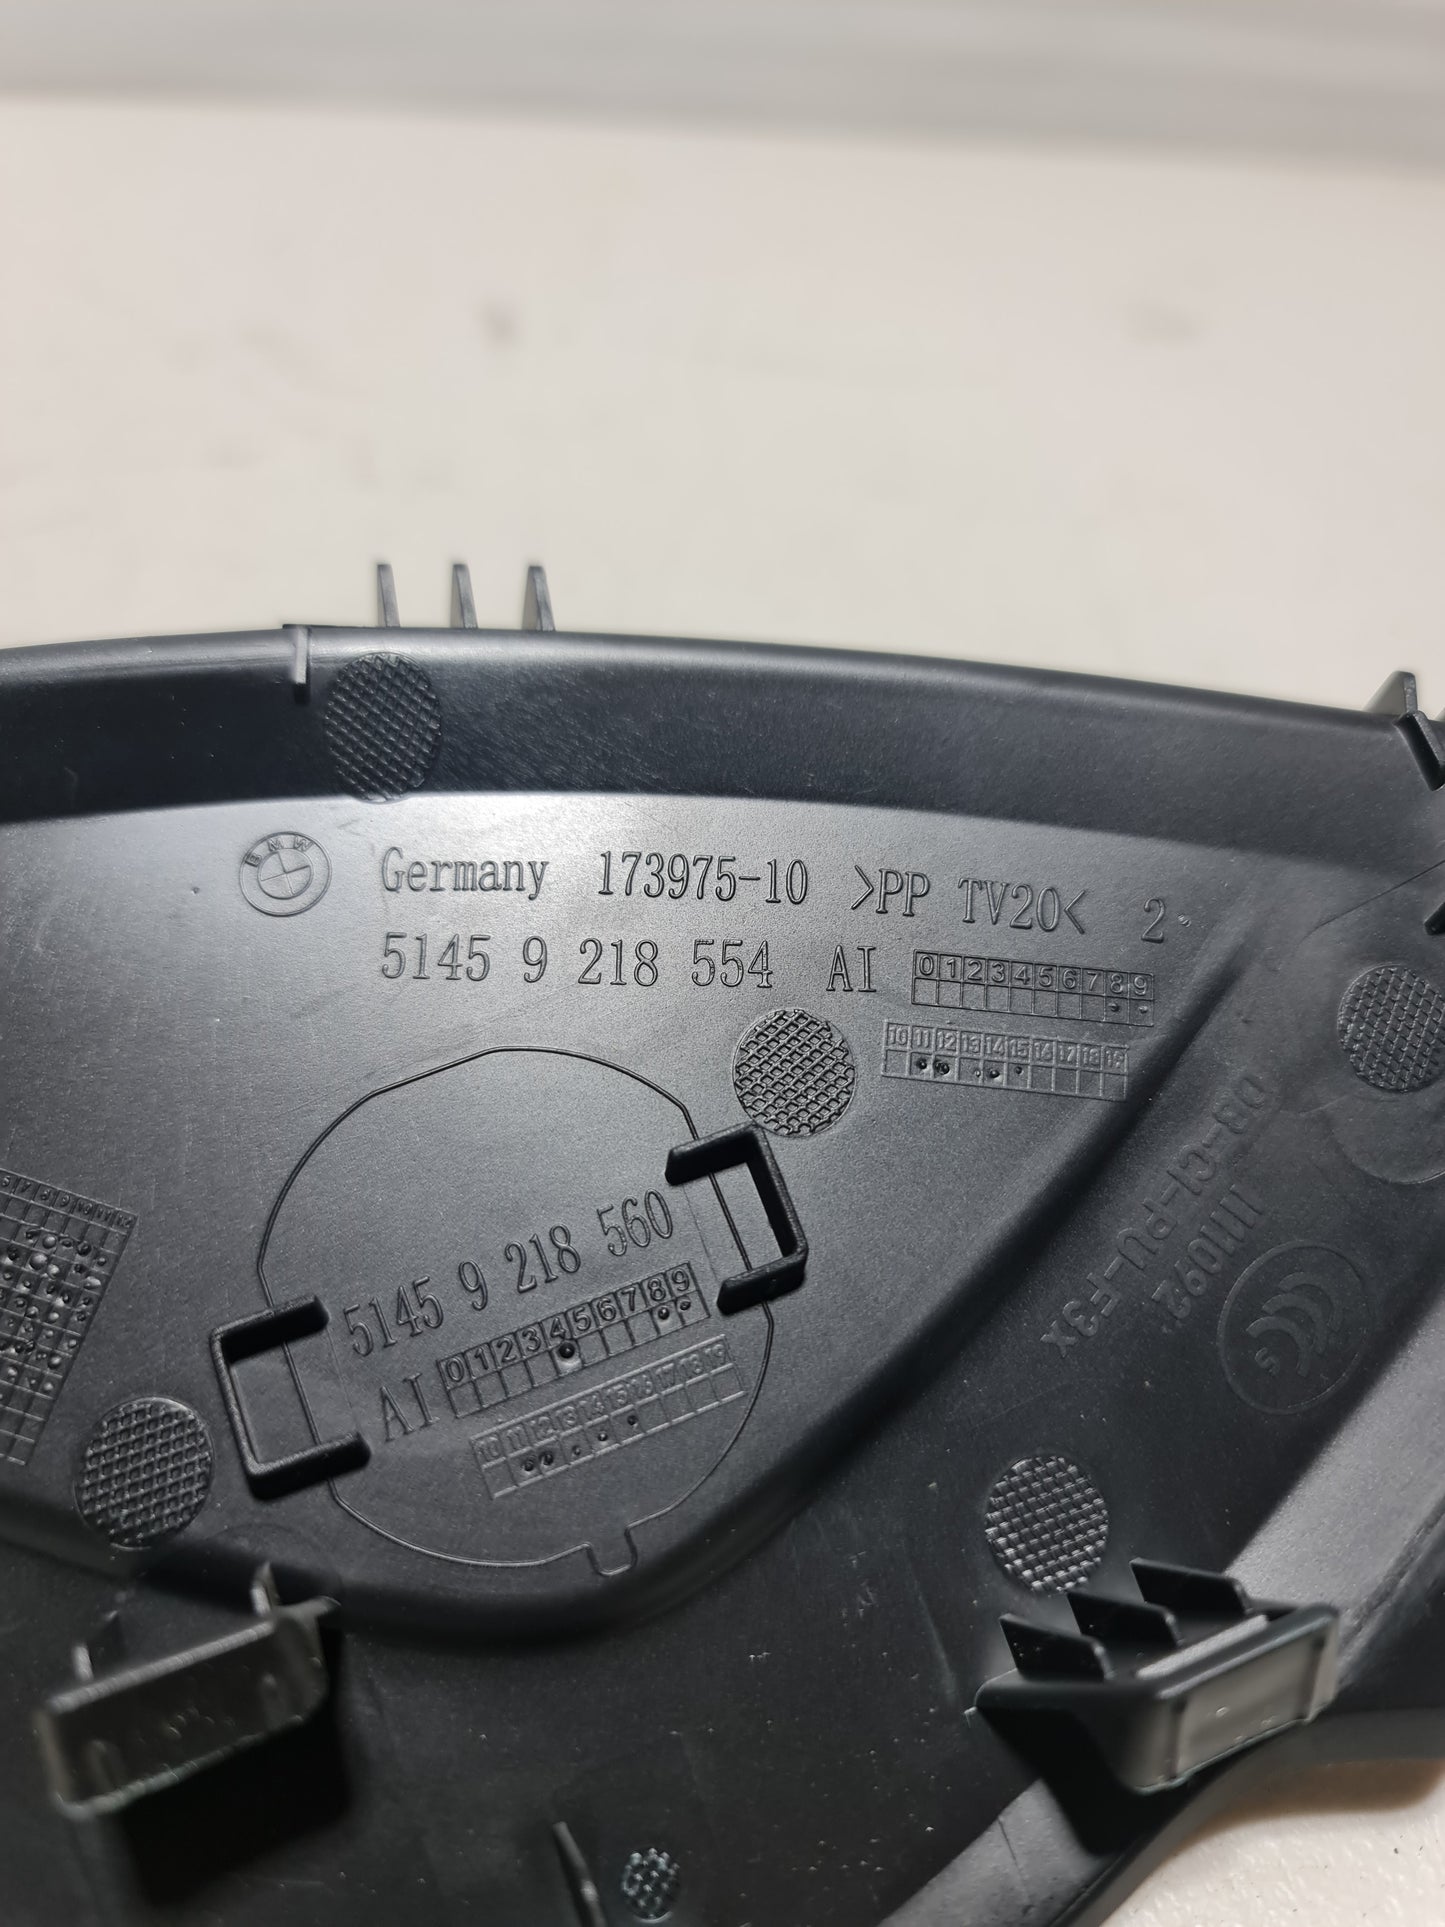 BMW
Germany 173975-10 >PP TV20< 2
5145 9 218 554 AI
0 1 2 3 4 5 6 7 8 9
10 11 12 13 14 15 16 17 18 19
5145 9 218 560
AI 0 1 2 3 4 5 6 7 8 9
10 11 12 13 14 15 16 17 18 19
03-CI-PU-F3x
CCC S